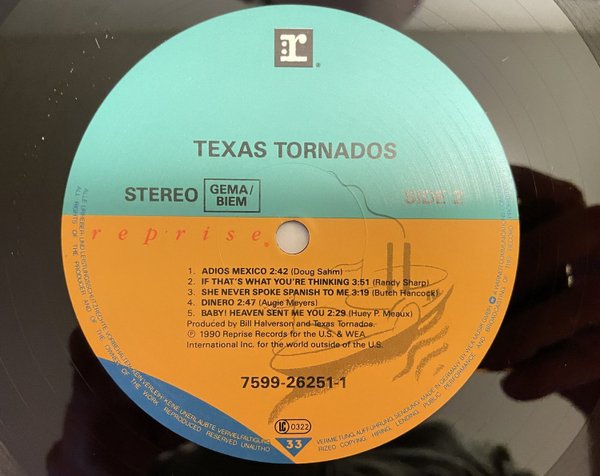 r
®
TEXAS TORNADOS
STEREO GEMA/ BIEM SIDE 2
reprise®
1. ADIOS MEXICO 2:42 (Doug Sahm)
2. IF THAT'S WHAT YOU'RE THINKING 3:51 (Randy Sharp)
3. SHE NEVER SPOKE SPANISH TO ME 3:19 (Butch Hancock)
4. DINERO 2:47 (Augie Meyers)
5. BABY! HEAVEN SENT ME YOU 2:29 (Huey P. Meaux)
Produced by Bill Halverson and Texas Tornados.
Ⓟ 1990 Reprise Records for the U.S. & WEA
International Inc. for the world outside of the U.S.
7599-26251-1
LC 0322
33